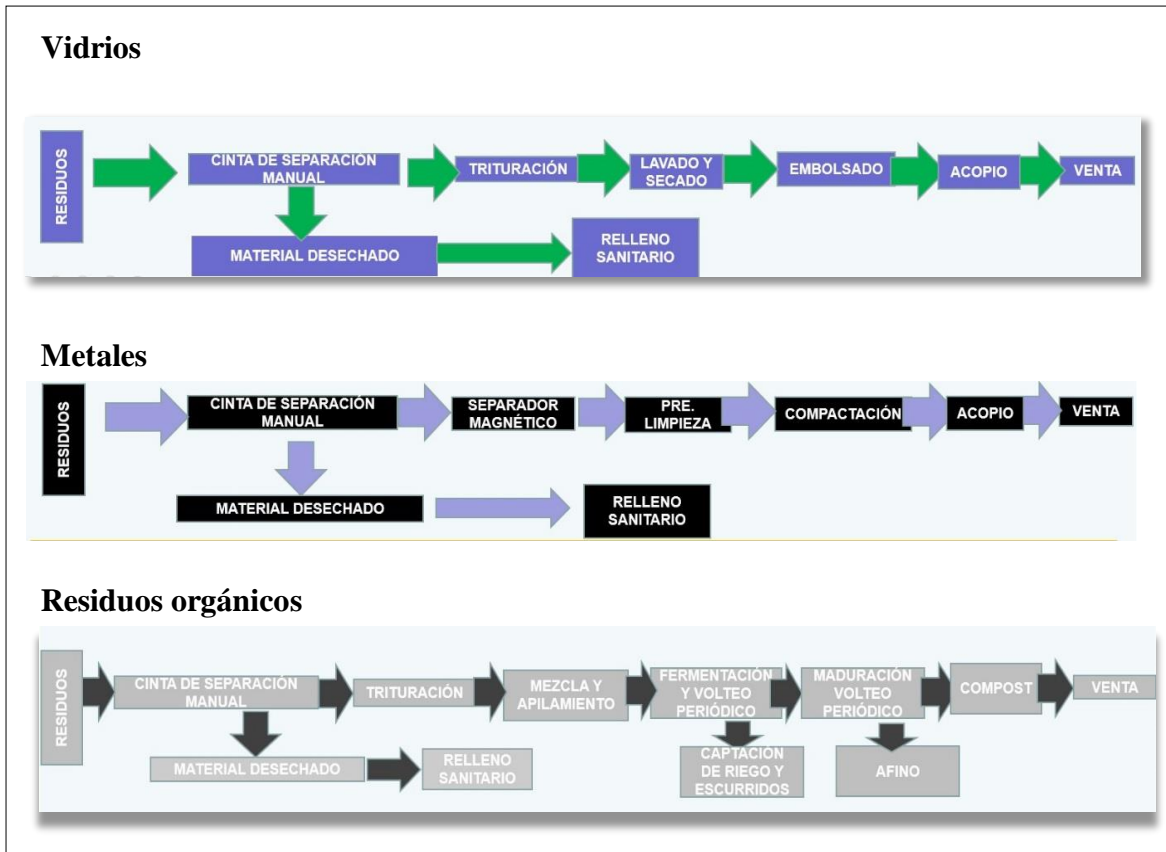 Vidrios
RESIDUOS
CINTA DE SEPARACIÓN
MANUAL
TRITURACIÓN
LAVADO Y
SECADO
EMBOLSADO
ACOPIO
VENTA
MATERIAL DESECHADO
RELLENO
SANITARIO
Metales
RESIDUOS
CINTA DE SEPARACIÓN
MANUAL
SEPARADOR
MAGNÉTICO
PRE.
LIMPIEZA
COMPACTACIÓN
ACOPIO
VENTA
MATERIAL DESECHADO
RELLENO
SANITARIO
Residuos orgánicos
RESIDUOS
CINTA DE SEPARACIÓN
MANUAL
TRITURACIÓN
MEZCLA Y
APILAMIENTO
FERMENTACIÓN
Y VOLTEO
PERIÓDICO
MADURACIÓN
VOLTEO
PERIÓDICO
COMPOST
VENTA
MATERIAL DESECHADO
RELLENO
SANITARIO
CAPTACIÓN
DE RIEGO Y
ESCURRIDOS
AFINO